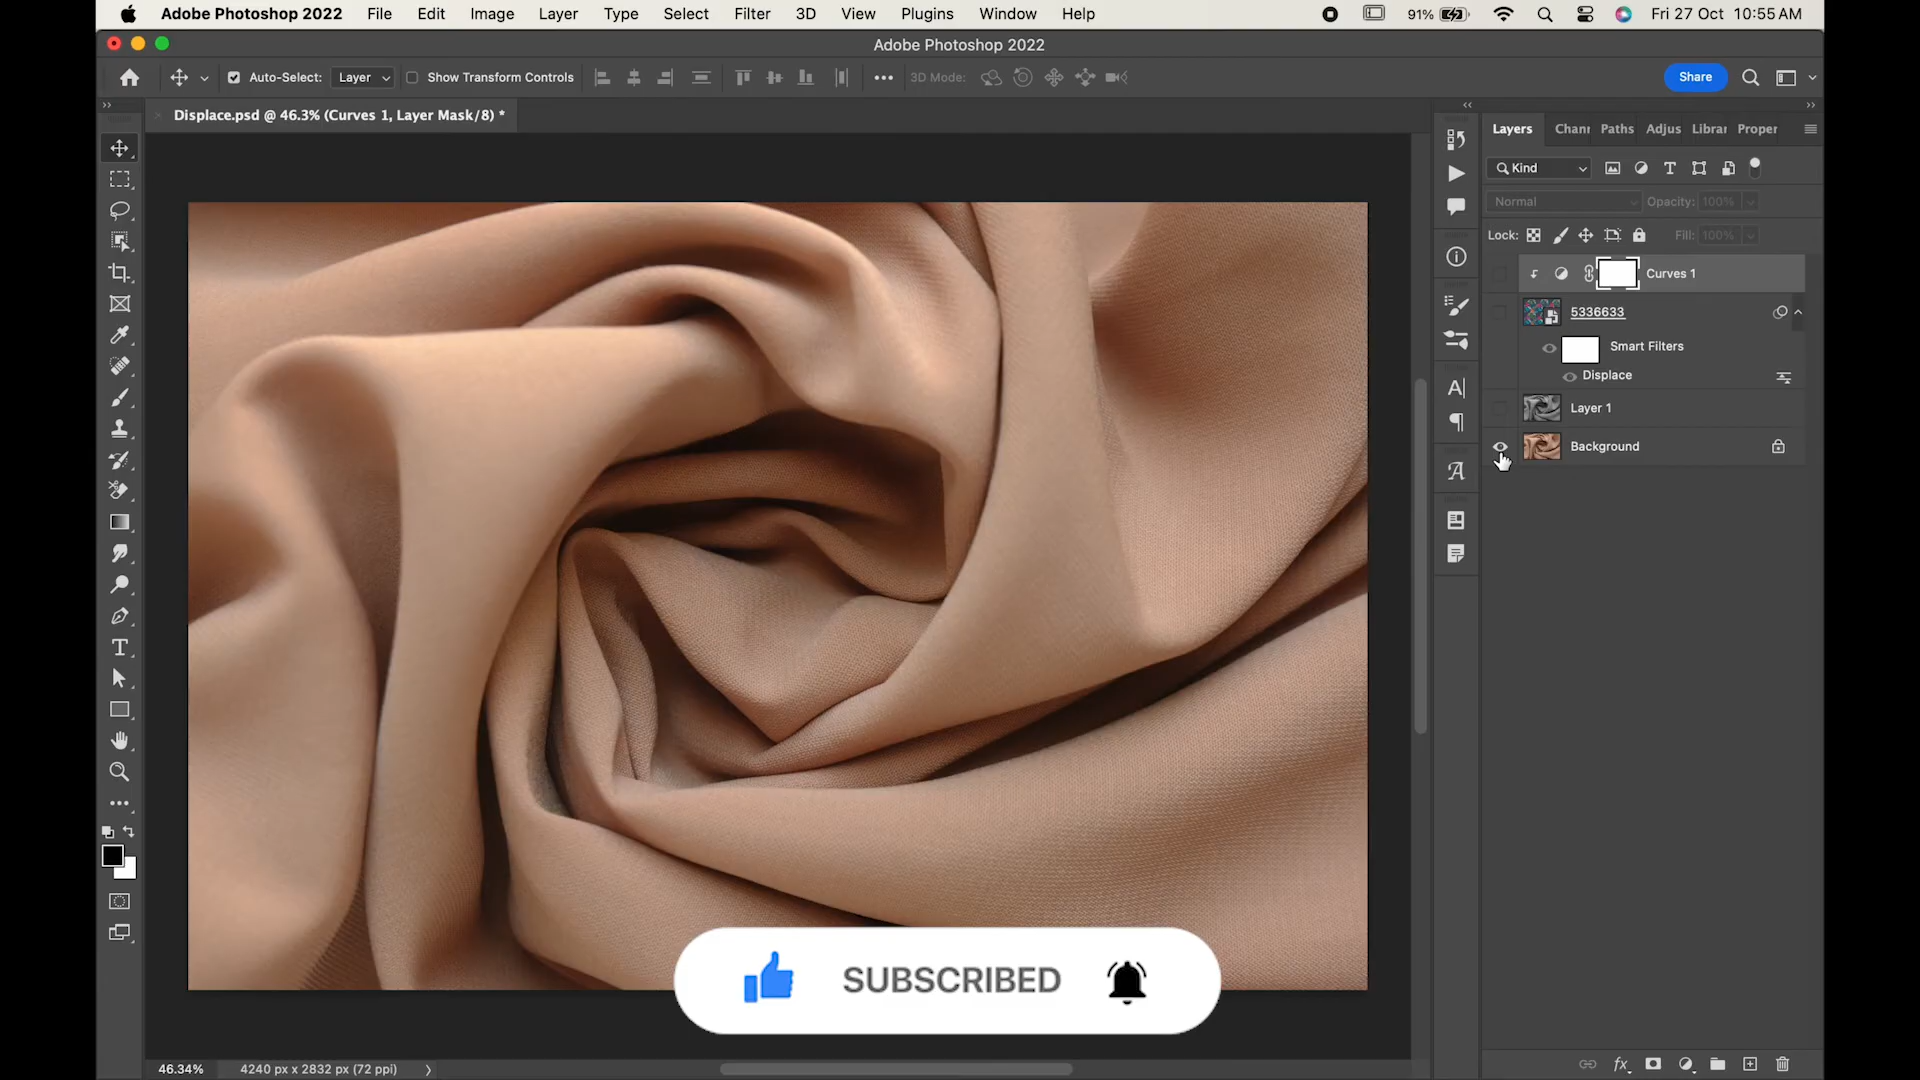 Adobe Photoshop 2022 File Edit Image Layer Type Select Filter 3D View Plugins Window Help 91% Fri 27 Oct 10:55 AM
Adobe Photoshop 2022
Auto-Select: Layer Show Transform Controls 3D Mode: Share
Displace.psd @ 46.3% (Curves 1, Layer Mask/8) *
Layers Chanr Paths Adjus Librar Proper
Kind
Normal Opacity: 100%
Lock: Fill: 100%
Curves 1
5336633
Smart Filters
Displace
Layer 1
Background
SUBSCRIBED
46.34% 4240 px x 2832 px (72 ppi)